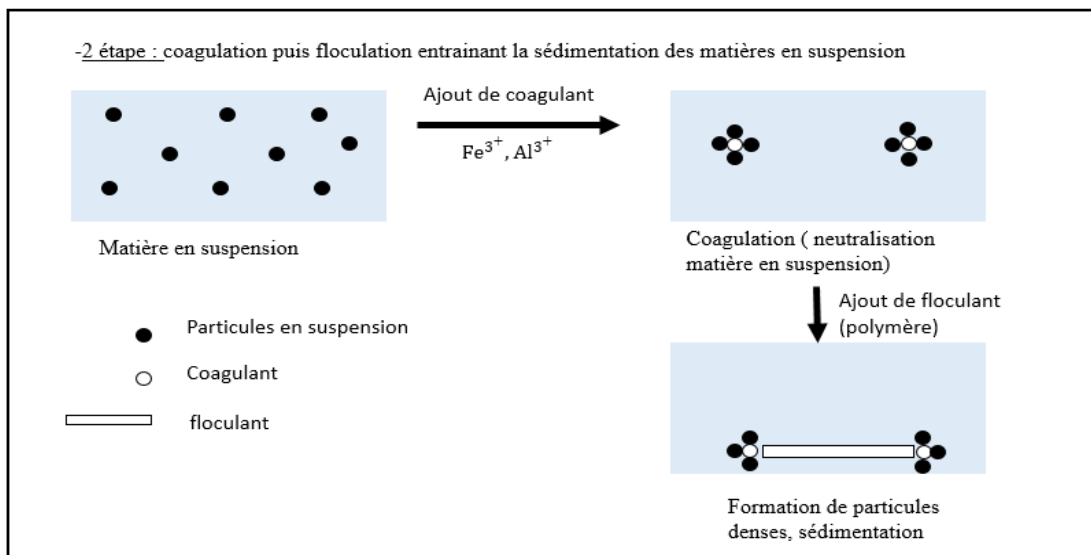 -2 étape : coagulation puis floculation entrainant la sédimentation des matières en suspension
Ajout de coagulant
Fe³⁺, Al³⁺
Matière en suspension
Coagulation ( neutralisation
matière en suspension)
Ajout de floculant
(polymère)
Particules en suspension
Coagulant
floculant
Formation de particules
denses, sédimentation